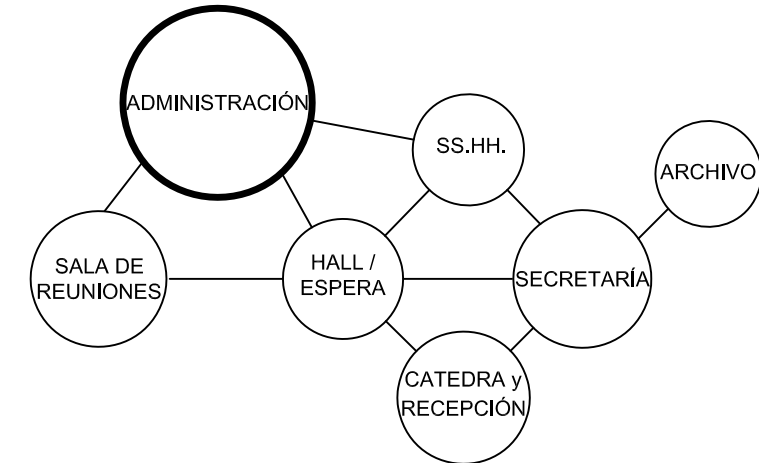 ADMINISTRACIÓN
SS.HH.
ARCHIVO
SALA DE
REUNIONES
HALL /
ESPERA
SECRETARÍA
CATEDRA y
RECEPCIÓN